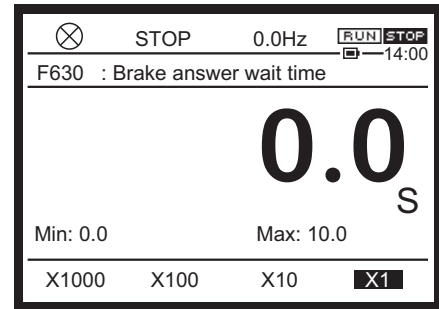 STOP 0.0Hz RUN STOP
14:00
F630 : Brake answer wait time
0.0
S
Min: 0.0 Max: 10.0
X1000 X100 X10 X1